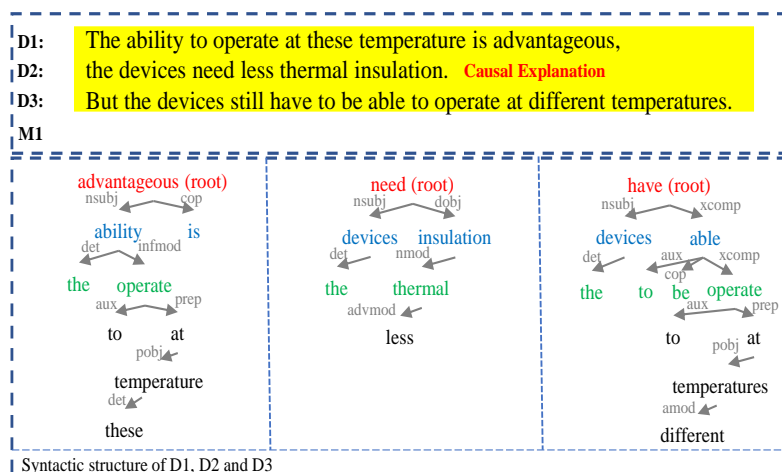 D1: The ability to operate at these temperature is advantageous,
D2: the devices need less thermal insulation. Causal Explanation
D3: But the devices still have to be able to operate at different temperatures.
M1
advantageous (root)
nsubj cop
ability is
det infmod
the operate
aux prep
to at
pobj
temperature
det
these
need (root)
nsubj dobj
devices insulation
det nmod
the thermal
advmod
less
have (root)
nsubj xcomp
devices able
det aux cop xcomp
the to be operate
aux prep
to at
pobj
temperatures
amod
different
Syntactic structure of D1, D2 and D3